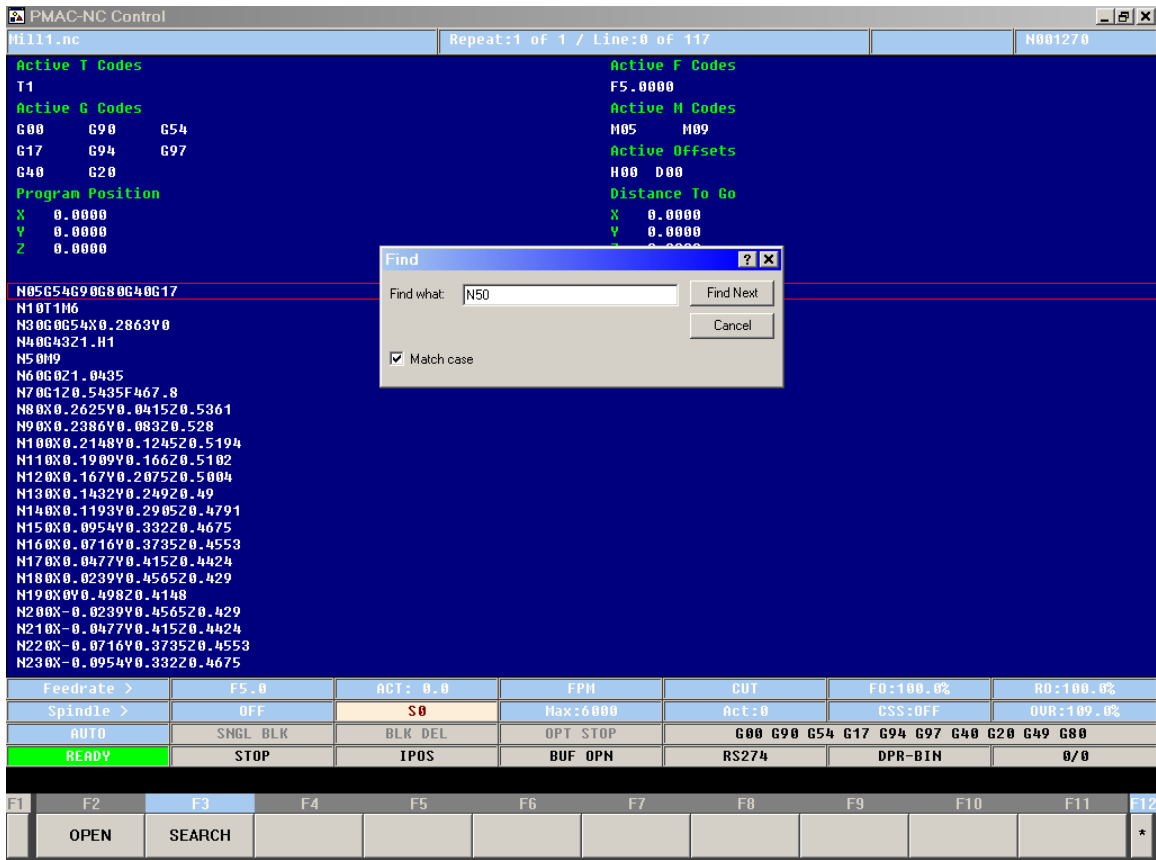 PMAC-NC Control
Mill1.nc Repeat:1 of 1 / Line:0 of 117 N001270
Active T Codes Active F Codes
T1 F5.0000
Active G Codes Active M Codes
G00 G90 G54 M05 M09
G17 G94 G97 Active Offsets
G40 G20 H00 D00
Program Position Distance To Go
X 0.0000 X 0.0000
Y 0.0000 Y 0.0000
Z 0.0000
Find
Find what: N50 Find Next
Cancel
Match case
N05G54G90G80G40G17
N10T1M6
N30G0G54X0.2863Y0
N40G43Z1.H1
N50M9
N60G0Z1.0435
N70G1Z0.5435F467.8
N80X0.2625Y0.0415Z0.5361
N90X0.2386Y0.083Z0.528
N100X0.2148Y0.1245Z0.5194
N110X0.1909Y0.166Z0.5102
N120X0.167Y0.2075Z0.5004
N130X0.1432Y0.249Z0.49
N140X0.1193Y0.2905Z0.4791
N150X0.0954Y0.332Z0.4675
N160X0.0716Y0.3735Z0.4553
N170X0.0477Y0.415Z0.4424
N180X0.0239Y0.4565Z0.429
N190X0Y0.498Z0.4148
N200X-0.0239Y0.4565Z0.429
N210X-0.0477Y0.415Z0.4424
N220X-0.0716Y0.3735Z0.4553
N230X-0.0954Y0.332Z0.4675
Feedrate > F5.0 ACT: 0.0 FPM CUT FO:100.0% RO:100.0%
Spindle > OFF S0 Max:6000 Act:0 CSS:OFF OVR:109.0%
AUTO SNGL BLK BLK DEL OPT STOP G00 G90 G54 G17 G94 G97 G40 G20 G49 G80
READY STOP IPOS BUF OPN RS274 DPR-BIN 0/0
F1 F2 F3 F4 F5 F6 F7 F8 F9 F10 F11 F12
OPEN SEARCH *